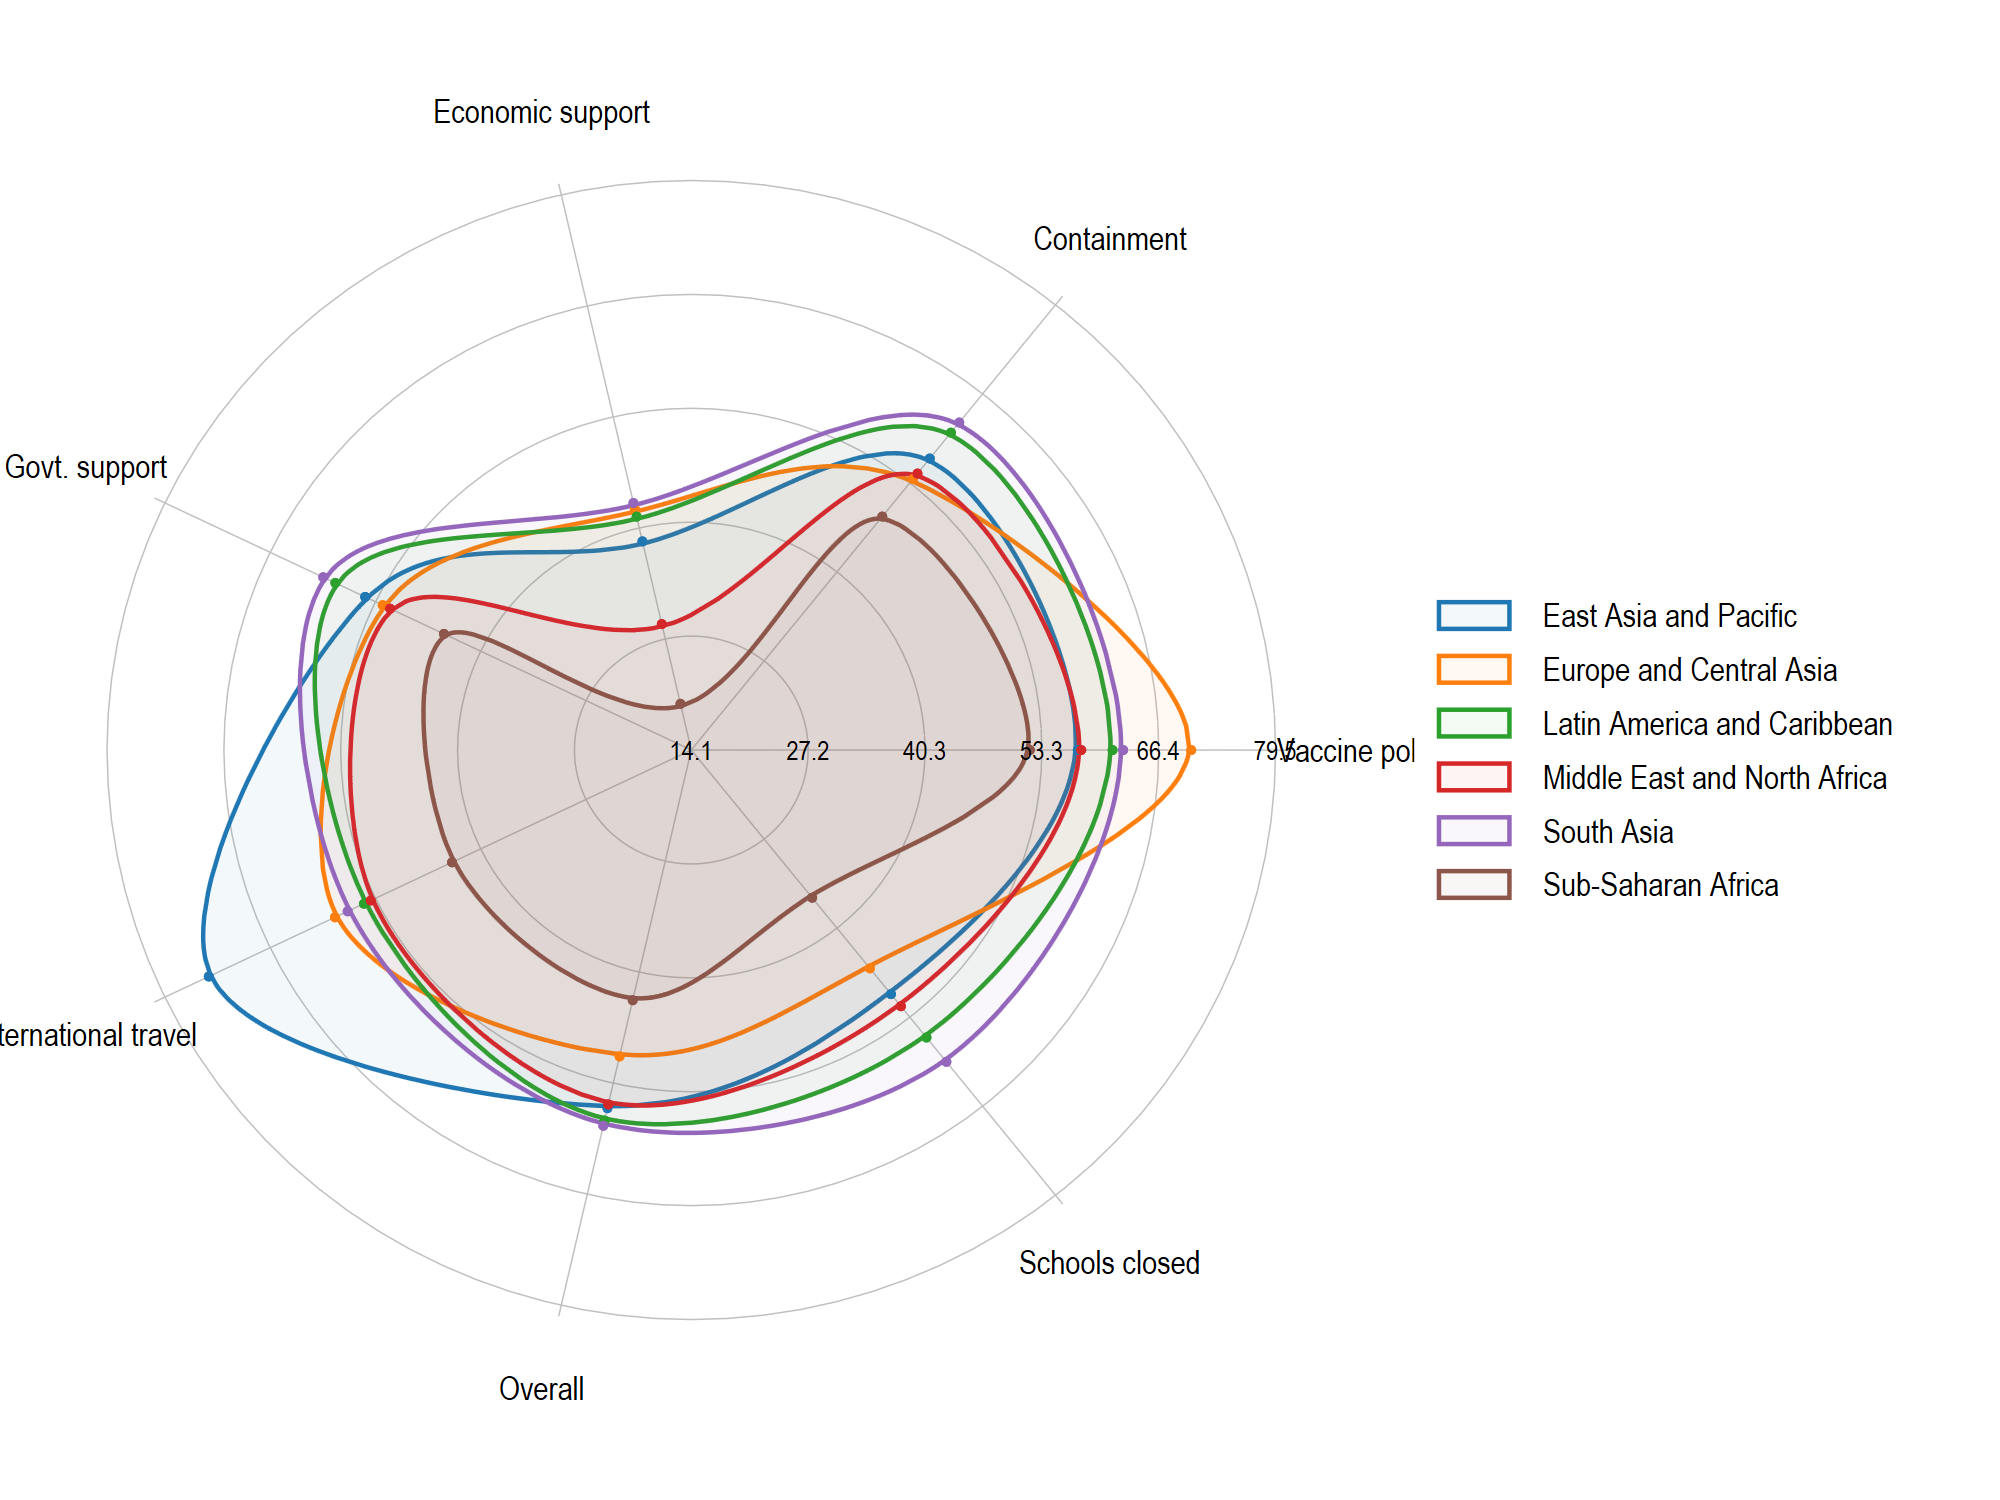 Economic support
Containment
Govt. support
14.1
27.2
40.3
53.3
66.4
79.5
Vaccine pol
ternational travel
Schools closed
Overall
East Asia and Pacific
Europe and Central Asia
Latin America and Caribbean
Middle East and North Africa
South Asia
Sub-Saharan Africa